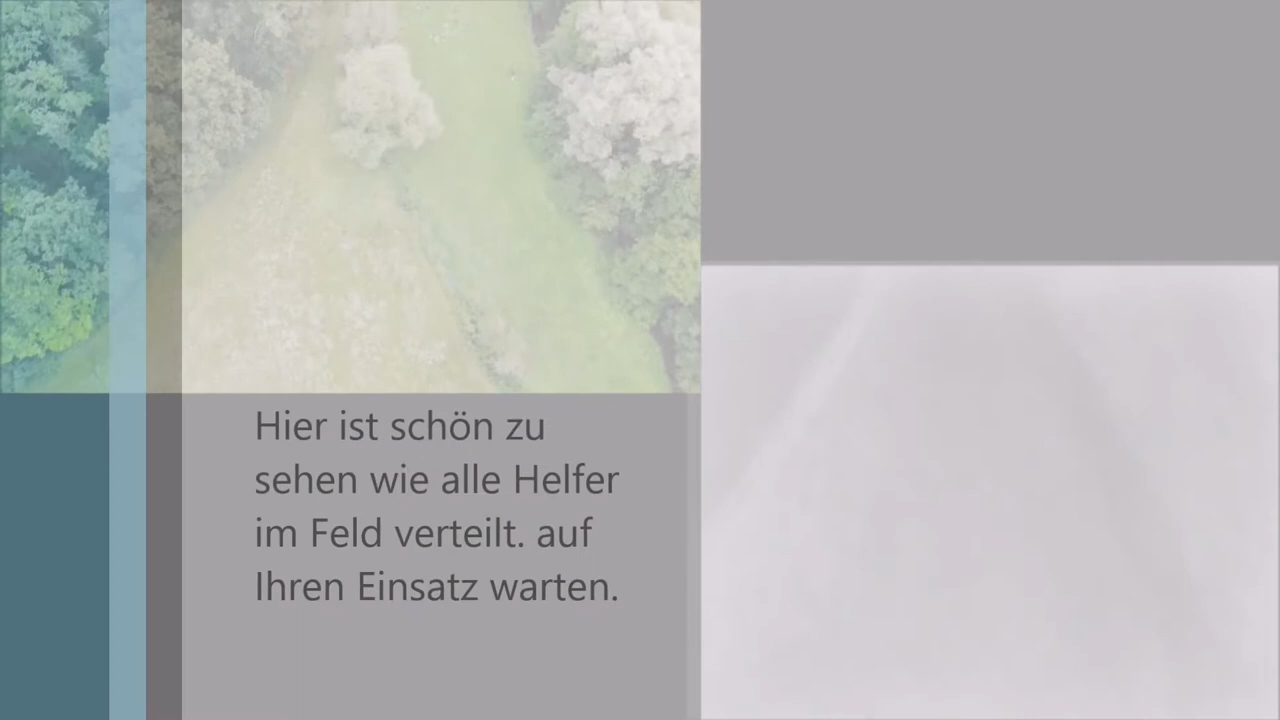 Hier ist schön zu
sehen wie alle Helfer
im Feld verteilt. auf
Ihren Einsatz warten.